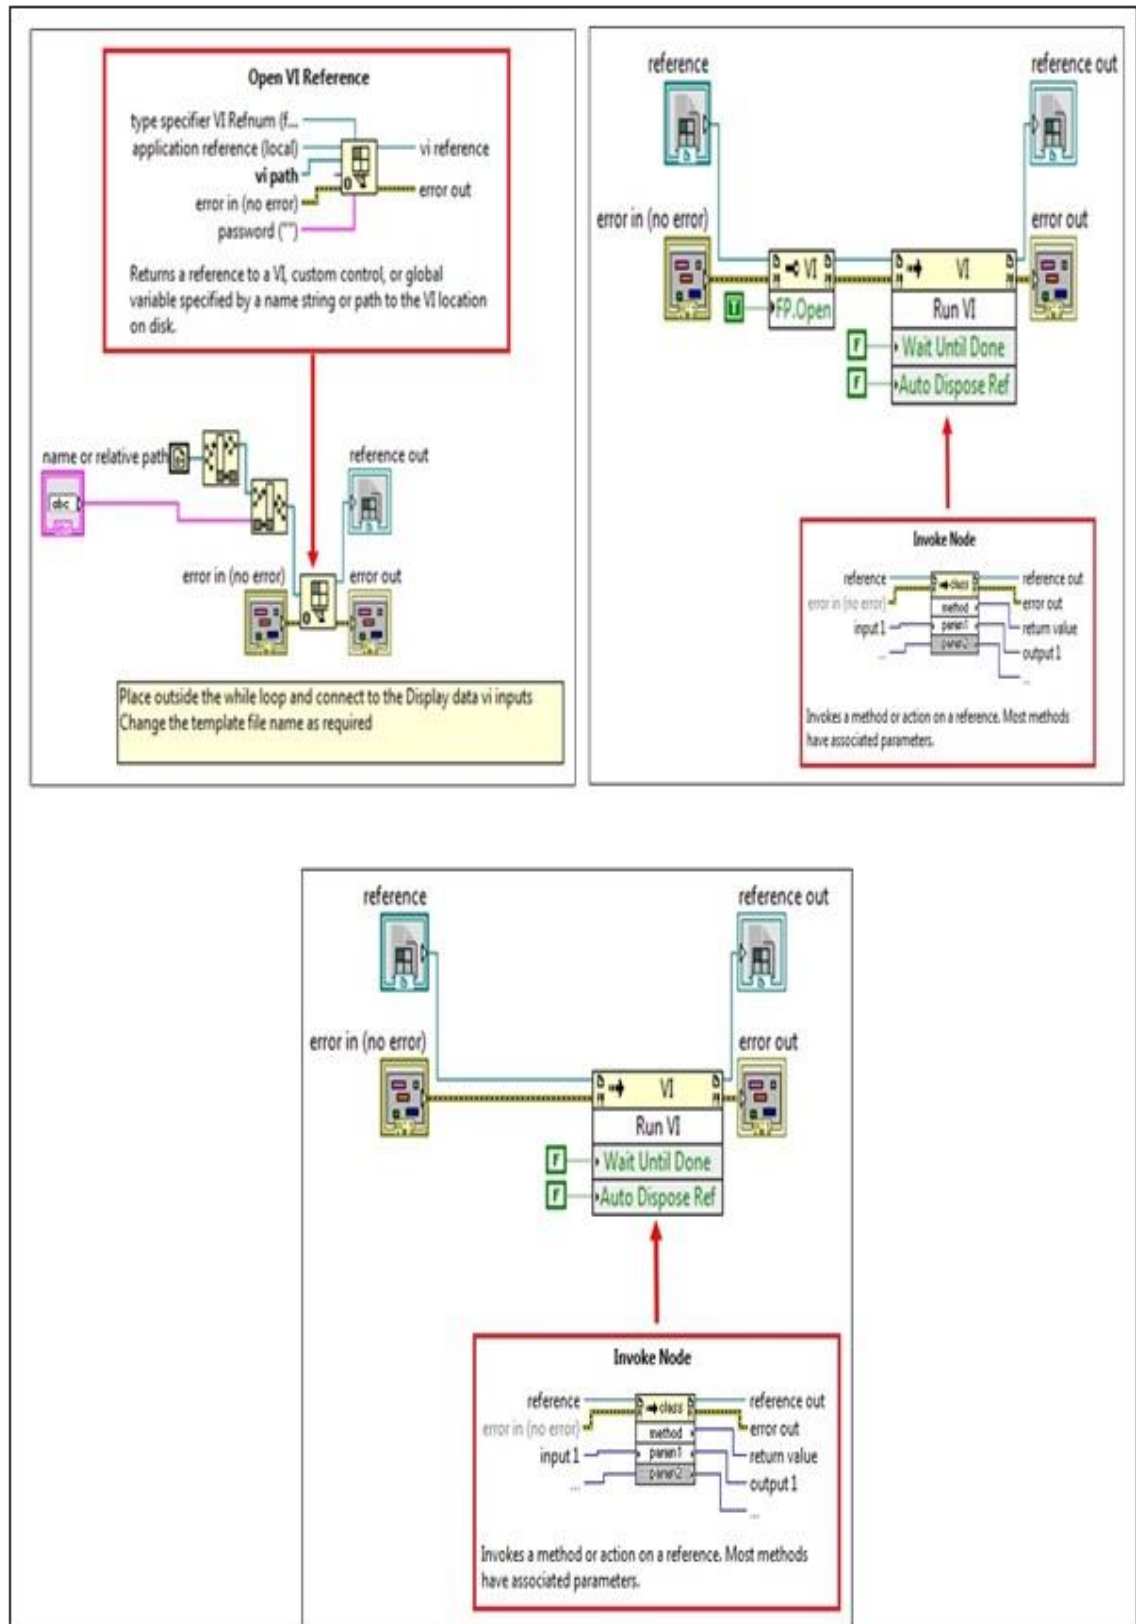 Open VI Reference
type specifier VI Refnum (f...
application reference (local)
vi path
error in (no error)
password ("")
vi reference
error out
Returns a reference to a VI, custom control, or global
variable specified by a name string or path to the VI location
on disk.
name or relative path
abc
reference out
error in (no error)
error out
Place outside the while loop and connect to the Display data vi inputs
Change the template file name as required
reference
reference out
error in (no error)
error out
VI
FP.Open
T
VI
Run VI
F
Wait Until Done
F
Auto Dispose Ref
Invoke Node
reference
error in (no error)
input 1
...
class
method
param1
param2
reference out
error out
return value
output 1
...
Invokes a method or action on a reference. Most methods
have associated parameters.
reference
reference out
error in (no error)
error out
VI
Run VI
F
Wait Until Done
F
Auto Dispose Ref
Invoke Node
reference
error in (no error)
input 1
...
class
method
param1
param2
reference out
error out
return value
output 1
...
Invokes a method or action on a reference. Most methods
have associated parameters.